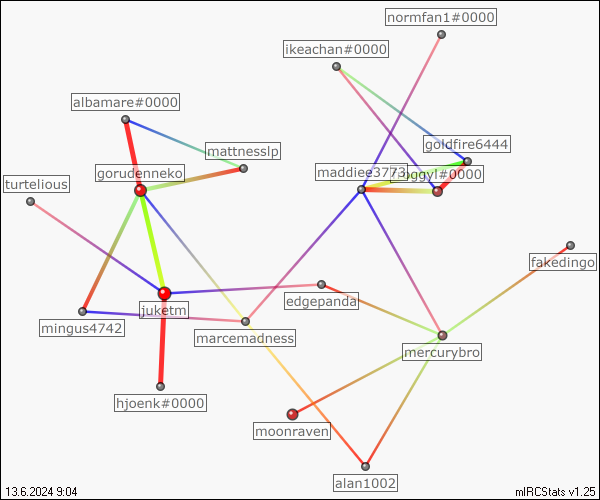 normfan1#0000
ikeachan#0000
albamare#0000
goldfire6444
mattnesslp
gorudenneko
maddiee3773
#0000
turtelious
fakedingo
edgepanda
juketm
mingus4742
marcemadness
mercurybro
hjoenk#0000
moonraven
alan1002
13.6.2024 9:04
mIRCStats v1.25